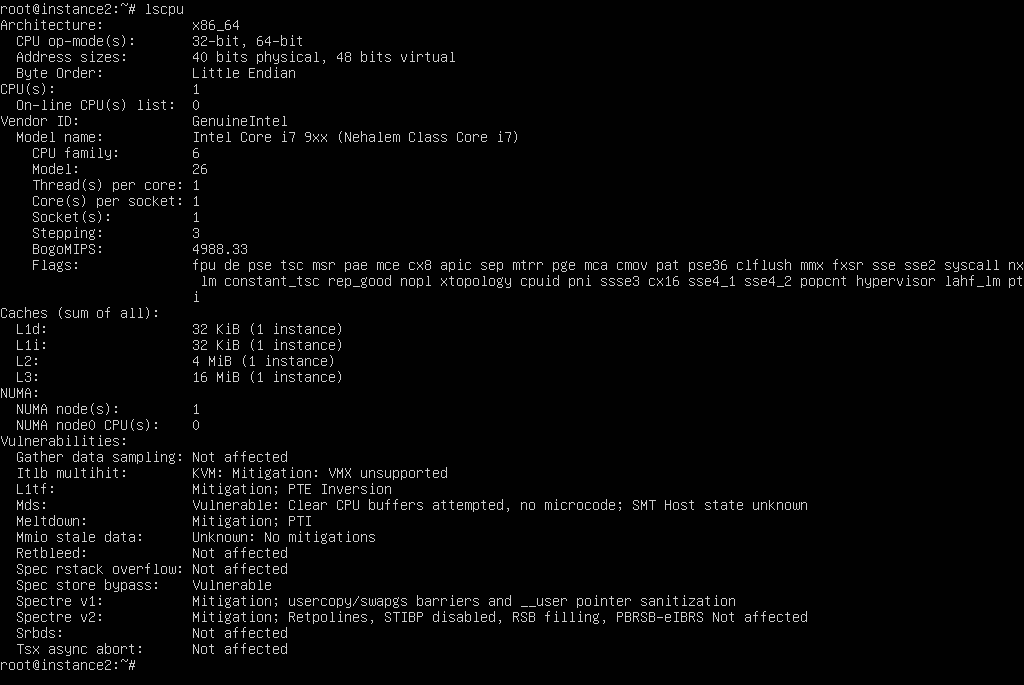 root@instance2:~# lscpu
Architecture:            x86_64
  CPU op-mode(s):        32-bit, 64-bit
  Address sizes:         40 bits physical, 48 bits virtual
  Byte Order:            Little Endian
CPU(s):                  1
  On-line CPU(s) list:   0
Vendor ID:               GenuineIntel
  Model name:            Intel Core i7 9xx (Nehalem Class Core i7)
    CPU family:          6
    Model:               26
    Thread(s) per core:  1
    Core(s) per socket:  1
    Socket(s):           1
    Stepping:            3
    BogoMIPS:            4988.33
    Flags:               fpu de pse tsc msr pae mce cx8 apic sep mtrr pge mca cmov pat pse36 clflush mmx fxsr sse sse2 syscall nx
                          lm constant_tsc rep_good nopl xtopology cpuid pni ssse3 cx16 sse4_1 sse4_2 popcnt hypervisor lahf_lm pt
                         i
Caches (sum of all):
  L1d:                   32 KiB (1 instance)
  L1i:                   32 KiB (1 instance)
  L2:                    4 MiB (1 instance)
  L3:                    16 MiB (1 instance)
NUMA:
  NUMA node(s):          1
  NUMA node0 CPU(s):     0
Vulnerabilities:
  Gather data sampling:  Not affected
  Itlb multihit:         KVM: Mitigation: VMX unsupported
  L1tf:                  Mitigation; PTE Inversion
  Mds:                   Vulnerable: Clear CPU buffers attempted, no microcode; SMT Host state unknown
  Meltdown:              Mitigation; PTI
  Mmio stale data:       Unknown: No mitigations
  Retbleed:              Not affected
  Spec rstack overflow:  Not affected
  Spec store bypass:     Vulnerable
  Spectre v1:            Mitigation; usercopy/swapgs barriers and __user pointer sanitization
  Spectre v2:            Mitigation; Retpolines, STIBP disabled, RSB filling, PBRSB-eIBRS Not affected
  Srbds:                 Not affected
  Tsx async abort:       Not affected
root@instance2:~#